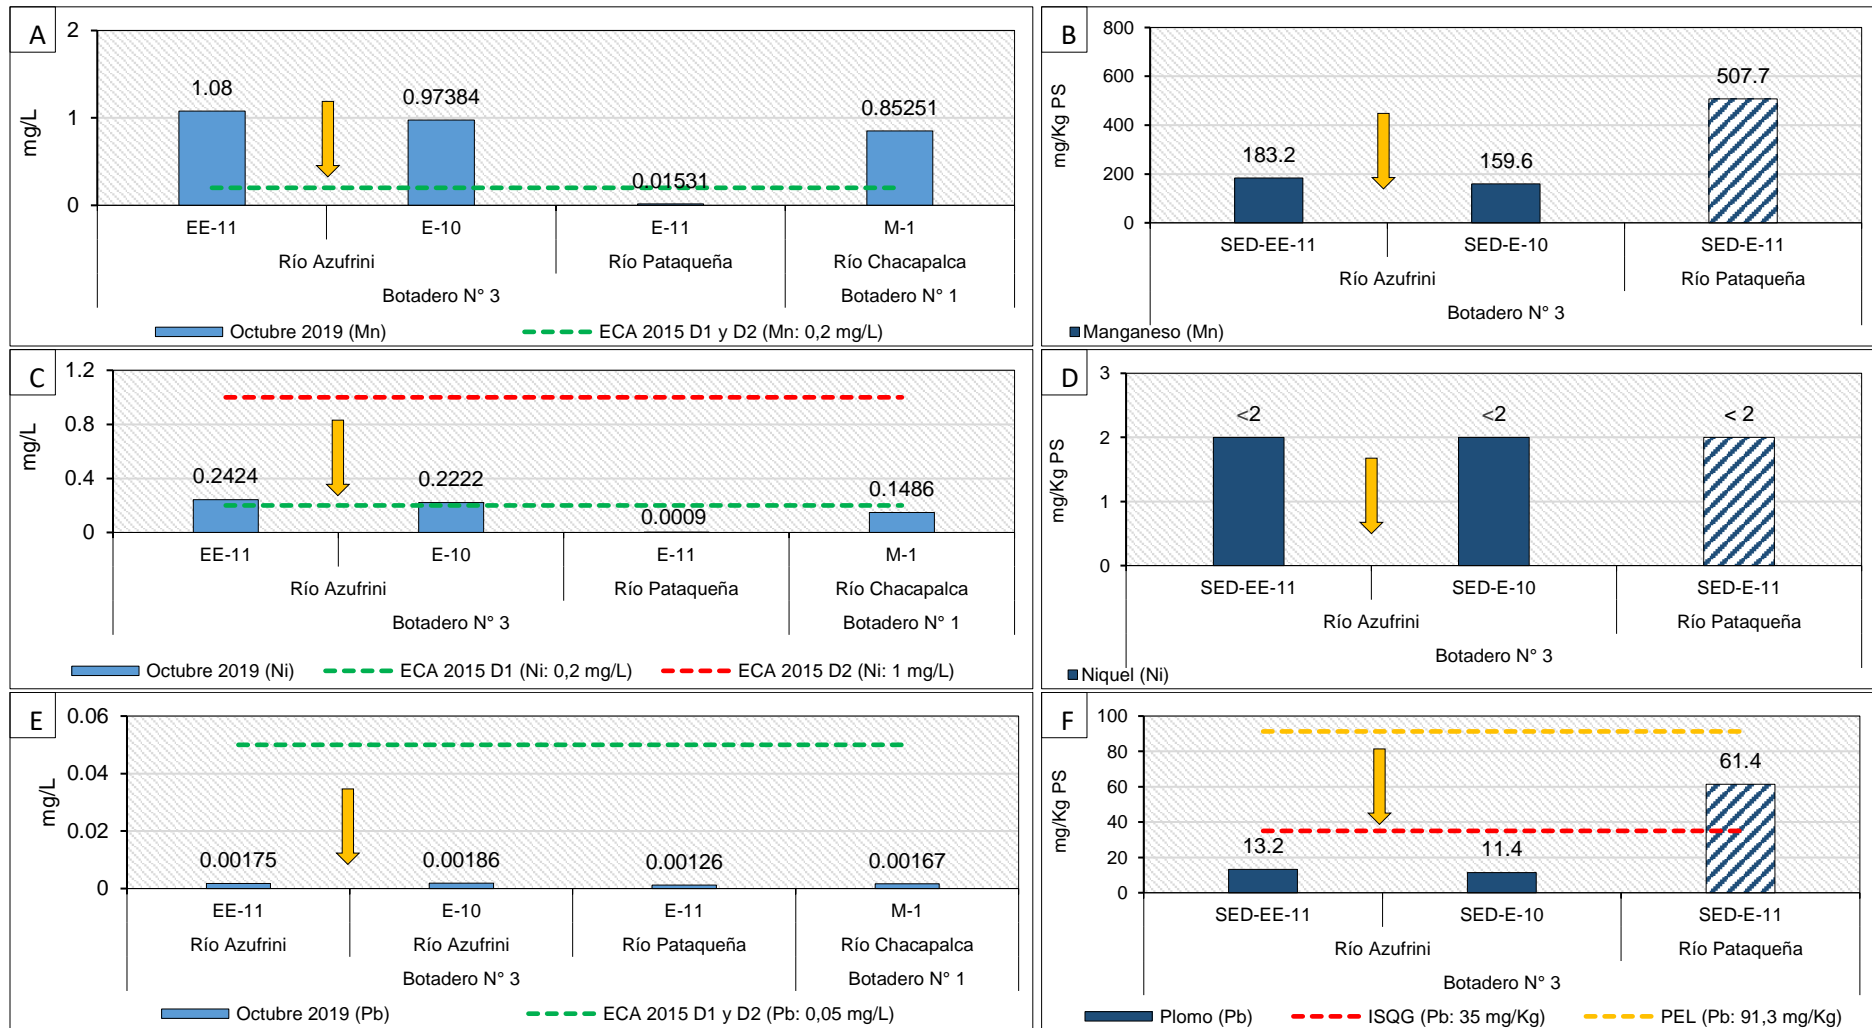 A
2
1
0
mg/L
1.08
0.97384
0.01531
0.85251
EE-11
E-10
E-11
M-1
Río Azufrini
Río Pataqueña
Río Chacapalca
Botadero N° 3
Botadero N° 1
Octubre 2019 (Mn)
ECA 2015 D1 y D2 (Mn: 0,2 mg/L)
B
800
600
400
200
0
mg/Kg PS
183.2
159.6
507.7
SED-EE-11
SED-E-10
SED-E-11
Río Azufrini
Río Pataqueña
Botadero N° 3
Manganeso (Mn)
C
1.2
0.8
0.4
0
mg/L
0.2424
0.2222
0.0009
0.1486
EE-11
E-10
E-11
M-1
Río Azufrini
Río Pataqueña
Río Chacapalca
Botadero N° 3
Botadero N° 1
Octubre 2019 (Ni)
ECA 2015 D1 (Ni: 0,2 mg/L)
ECA 2015 D2 (Ni: 1 mg/L)
D
3
2
1
0
mg/Kg PS
<2
<2
< 2
SED-EE-11
SED-E-10
SED-E-11
Río Azufrini
Río Pataqueña
Botadero N° 3
Niquel (Ni)
E
0.06
0.04
0.02
0
mg/L
0.00175
0.00186
0.00126
0.00167
EE-11
E-10
E-11
M-1
Río Azufrini
Río Azufrini
Río Pataqueña
Río Chacapalca
Botadero N° 3
Botadero N° 1
Octubre 2019 (Pb)
ECA 2015 D1 y D2 (Pb: 0,05 mg/L)
F
100
80
60
40
20
0
mg/Kg PS
13.2
11.4
61.4
SED-EE-11
SED-E-10
SED-E-11
Río Azufrini
Río Pataqueña
Botadero N° 3
Plomo (Pb)
ISQG (Pb: 35 mg/Kg)
PEL (Pb: 91,3 mg/Kg)